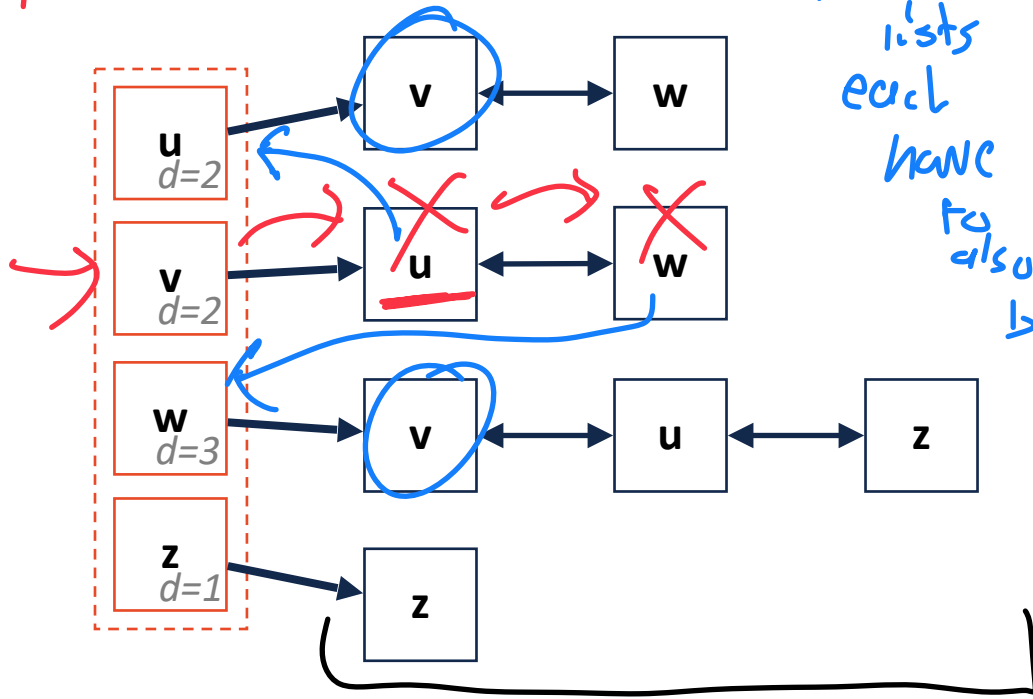 lists
each
have
to
also
u
d=2
v
w
v
d=2
u
w
w
d=3
v
u
z
z
d=1
z